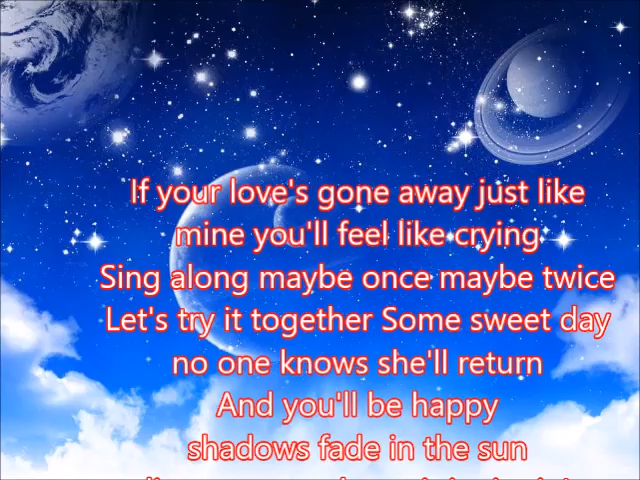 If your love's gone away just like
mine you'll feel like crying
Sing along maybe once maybe twice
Let's try it together Some sweet day
no one knows she'll return
And you'll be happy
shadows fade in the sun